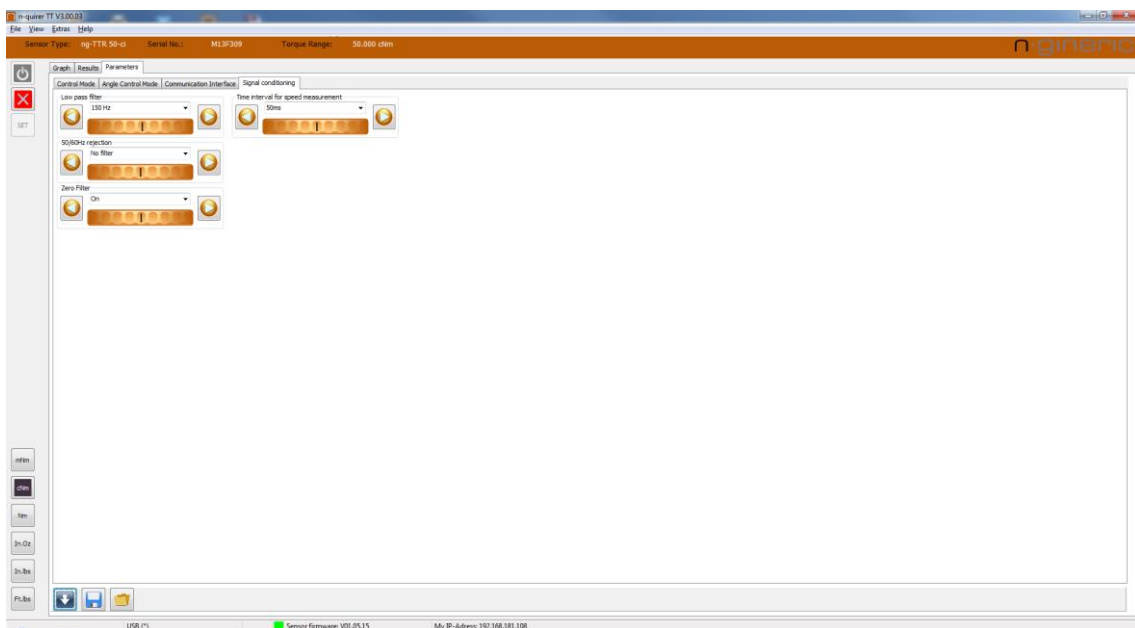 n-quirer TT V3.00.03
File View Extras Help
Sensor Type: ng-TTR 50-ci Serial No.: M13F309 Torque Range: 50.000 cNm
n-gineric
Graph Results Parameters
Control Mode Angle Control Mode Communication Interface Signal conditioning
Low pass filter Time interval for speed measurement
150 Hz 50ms
50/60Hz rejection
No filter
Zero Filter
On
SET
mNm
cNm
Nm
In.Oz
In.lbs
Ft.lbs
USB (*) Sensor firmware: V01.05.15 My IP-Adress: 192.168.181.108